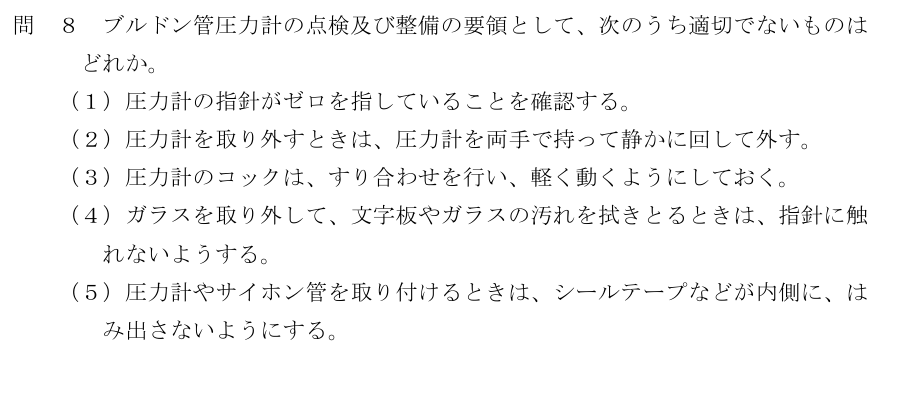 問　８　ブルドン管圧力計の点検及び整備の要領として、次のうち適切でないものは
どれか。
（１）圧力計の指針がゼロを指していることを確認する。
（２）圧力計を取り外すときは、圧力計を両手で持って静かに回して外す。
（３）圧力計のコックは、すり合わせを行い、軽く動くようにしておく。
（４）ガラスを取り外して、文字板やガラスの汚れを拭きとるときは、指針に触
れないようする。
（５）圧力計やサイホン管を取り付けるときは、シールテープなどが内側に、は
み出さないようにする。